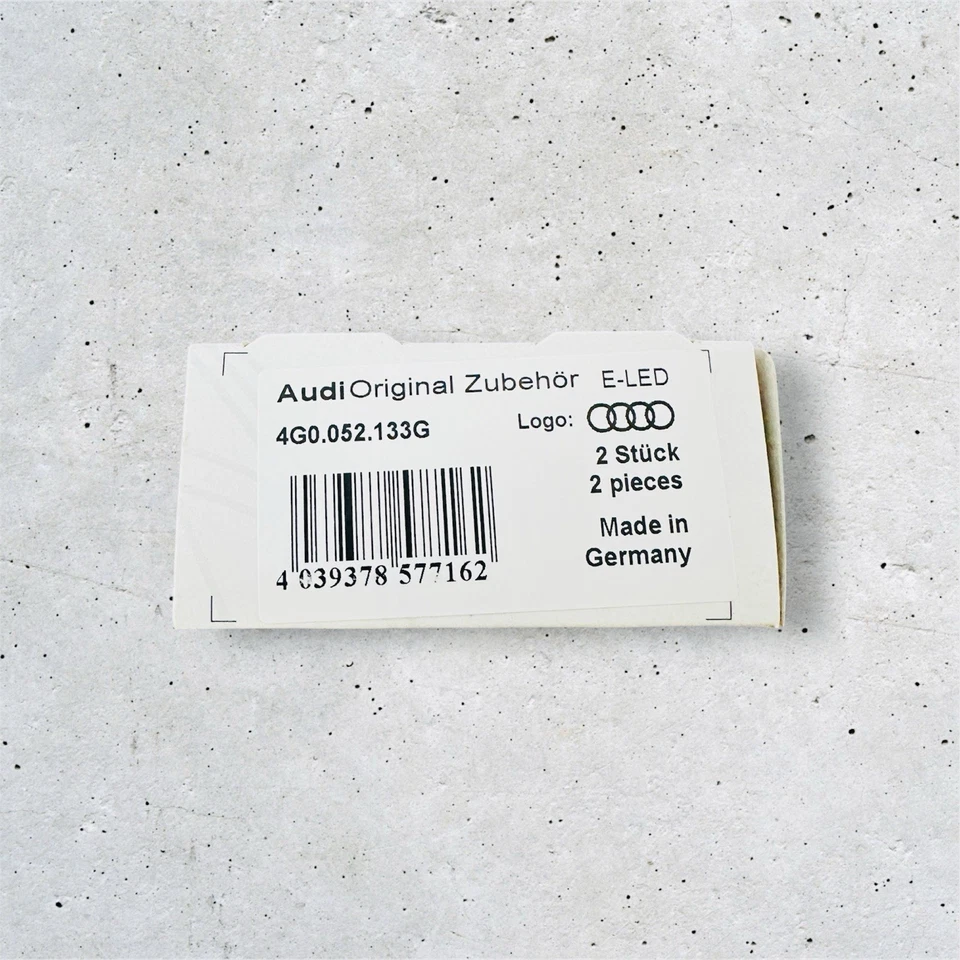 Audi Original Zubehör E-LED
4G0.052.133G
Logo:
2 Stück
2 pieces
Made in
Germany
4 039378 577162